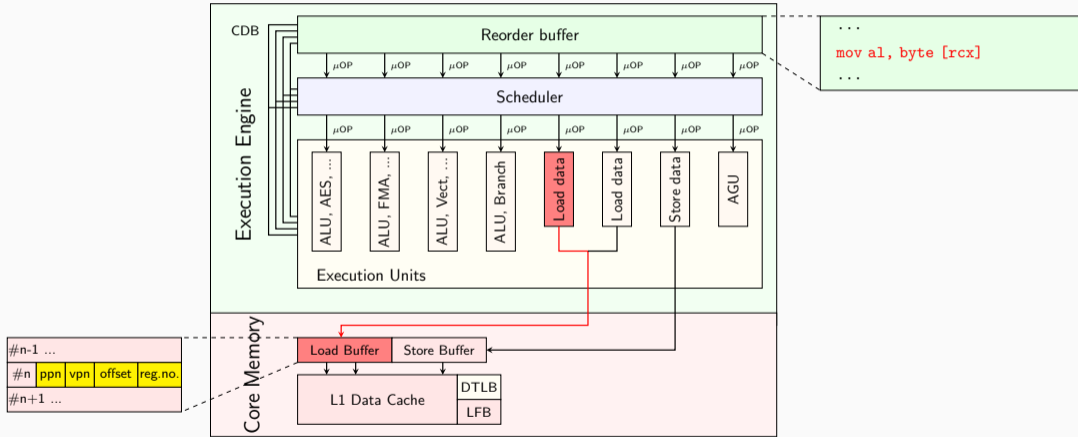 CDB
Reorder buffer
...
mov al, byte [rcx]
...
μOP μOP μOP μOP μOP μOP μOP μOP
Scheduler
μOP μOP μOP μOP μOP μOP μOP μOP
Execution Engine
ALU, AES, ...
ALU, FMA, ...
ALU, Vect, ...
ALU, Branch
Load data
Load data
Store data
AGU
Execution Units
Core Memory
#n-1 ...
#n ppn vpn offset reg.no.
#n+1 ...
Load Buffer Store Buffer
L1 Data Cache
DTLB
LFB